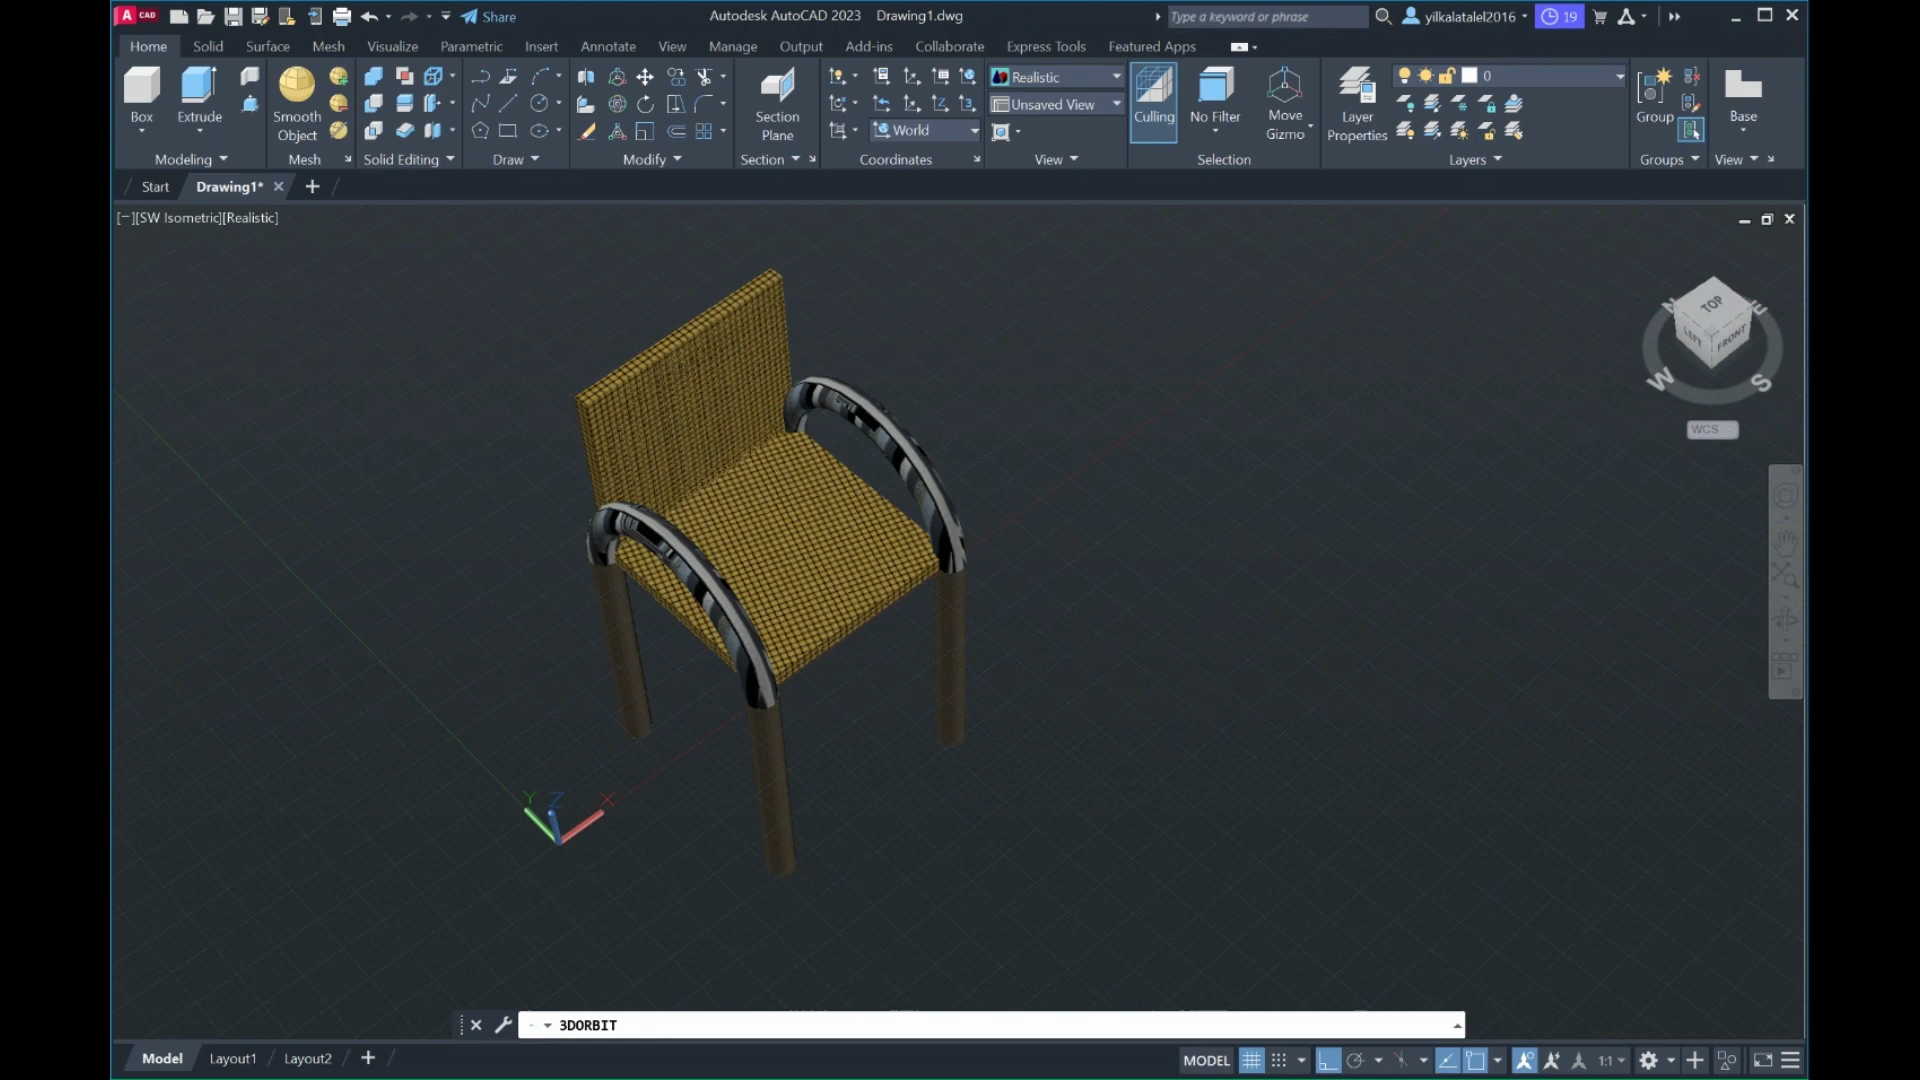 A CAD Share Autodesk AutoCAD 2023 Drawing1.dwg Type a keyword or phrase yilkalatalel2016 19
Home Solid Surface Mesh Visualize Parametric Insert Annotate View Manage Output Add-ins Collaborate Express Tools Featured Apps
Realistic 0
Unsaved View
World
Box Extrude Smooth Object Section Plane Culling No Filter Move Gizmo Layer Properties Group Base
Modeling Mesh Solid Editing Draw Modify Section Coordinates View Selection Layers Groups View
Start Drawing1* +
[−][SW Isometric][Realistic]
N E
TOP
LEFT FRONT
W S
WCS
Y Z X
3DORBIT
Model Layout1 Layout2 + MODEL 1:1